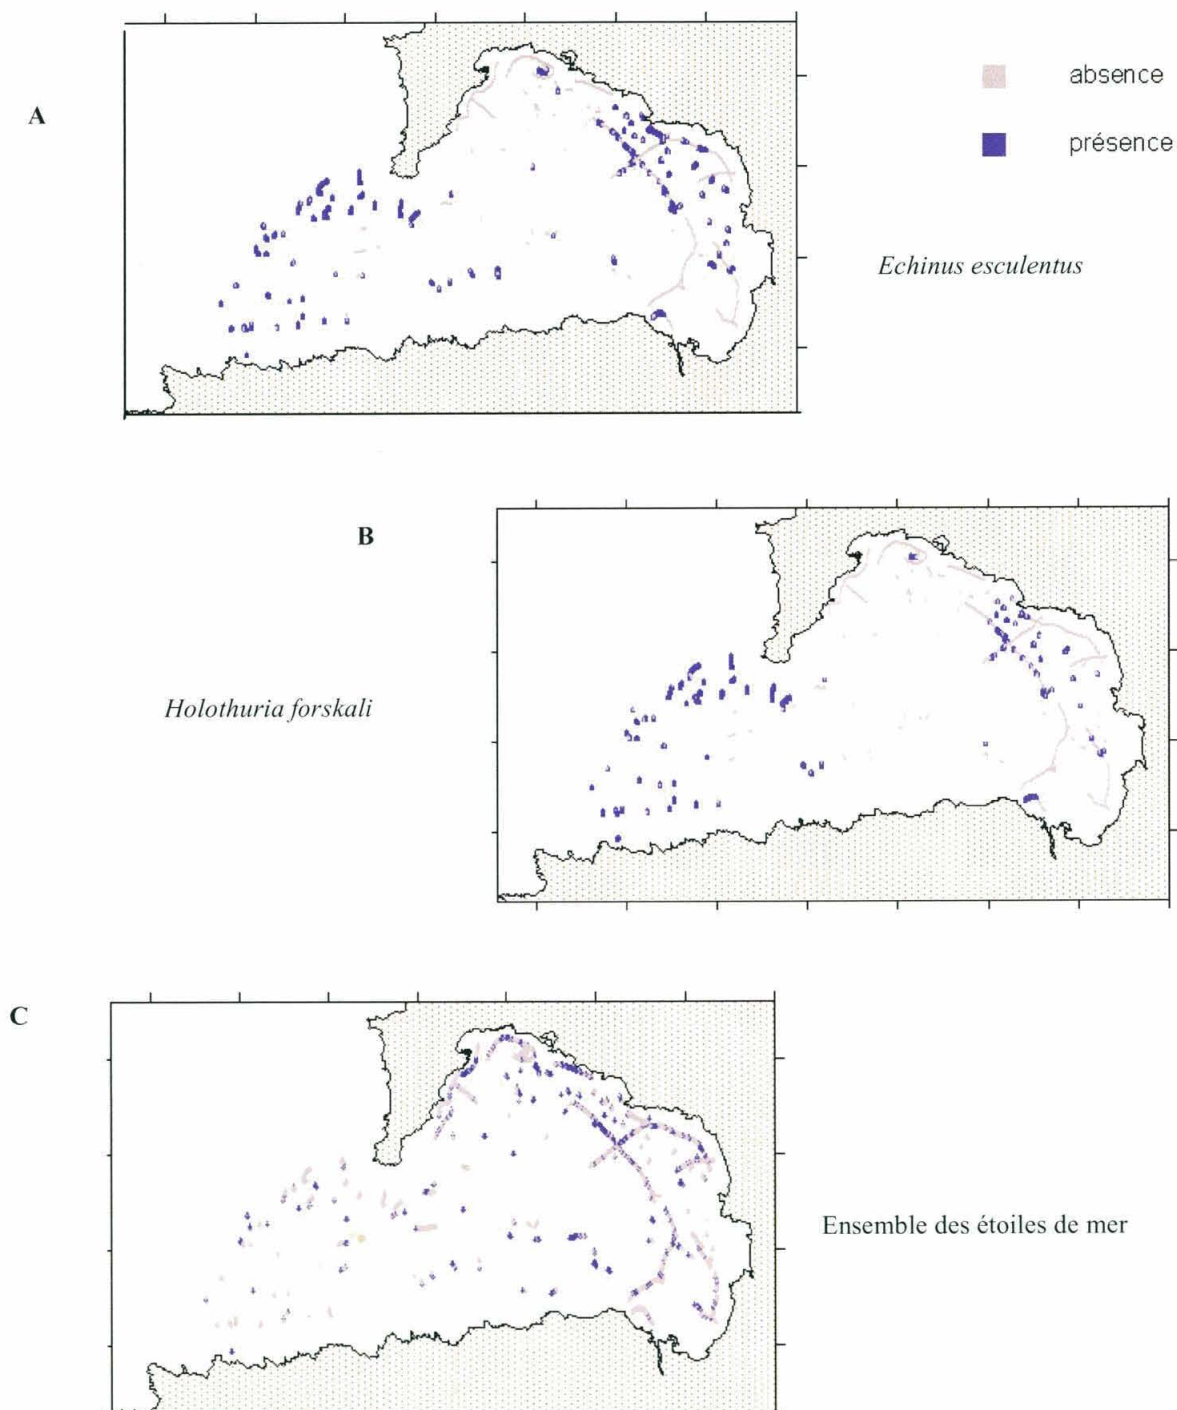 A
absence
présence
Echinus esculentus
B
Holothuria forskali
C
Ensemble des étoiles de mer